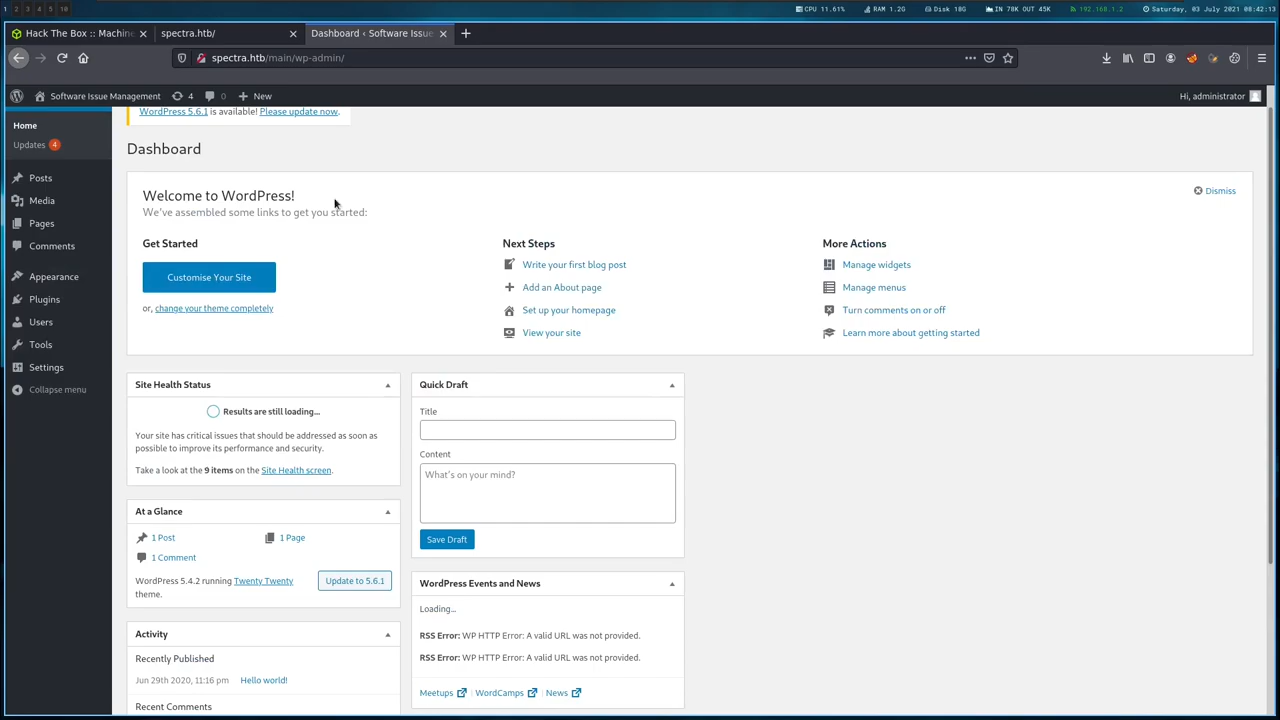 1 2 3 4 5 10
CPU 11.61% RAM 1.2G Disk 18G IN 78K OUT 45K 192.168.1.2 Saturday, 03 July 2021 08:42:13
Hack The Box :: Machine
spectra.htb/
Dashboard ‹ Software Issue
spectra.htb/main/wp-admin/
Software Issue Management
4
0
New
Hi, administrator
Home
Updates 4
Posts
Media
Pages
Comments
Appearance
Plugins
Users
Tools
Settings
Collapse menu
WordPress 5.6.1 is available! Please update now.
Dashboard
Welcome to WordPress!
Dismiss
We've assembled some links to get you started:
Get Started
Customise Your Site
or, change your theme completely
Next Steps
Write your first blog post
Add an About page
Set up your homepage
View your site
More Actions
Manage widgets
Manage menus
Turn comments on or off
Learn more about getting started
Site Health Status
Results are still loading...
Your site has critical issues that should be addressed as soon as
possible to improve its performance and security.
Take a look at the 9 items on the Site Health screen.
At a Glance
1 Post
1 Page
1 Comment
WordPress 5.4.2 running Twenty Twenty
theme.
Update to 5.6.1
Activity
Recently Published
Jun 29th 2020, 11:16 pm Hello world!
Recent Comments
Quick Draft
Title
Content
What's on your mind?
Save Draft
WordPress Events and News
Loading...
RSS Error: WP HTTP Error: A valid URL was not provided.
RSS Error: WP HTTP Error: A valid URL was not provided.
Meetups | WordCamps | News